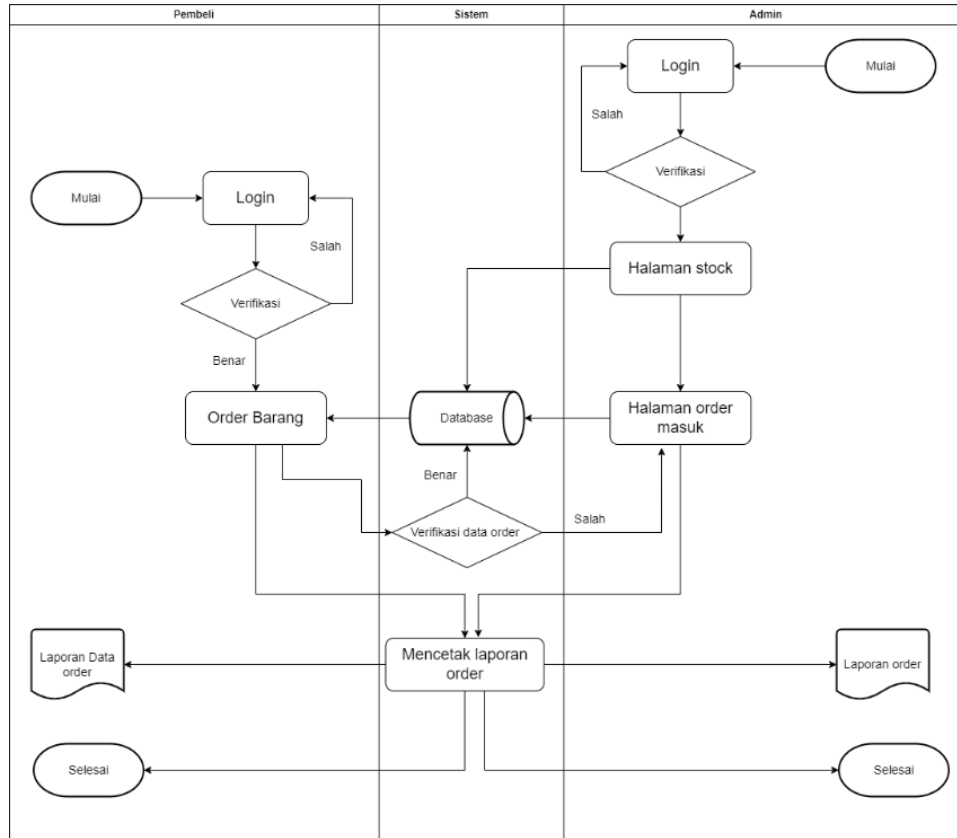 Pembeli
Sistem
Admin
Login
Mulai
Salah
Verifikasi
Mulai
Login
Salah
Halaman stock
Verifikasi
Benar
Order Barang
Database
Halaman order
masuk
Benar
Verifikasi data order
Salah
Mencetak laporan
order
Laporan Data
order
Laporan order
Selesai
Selesai